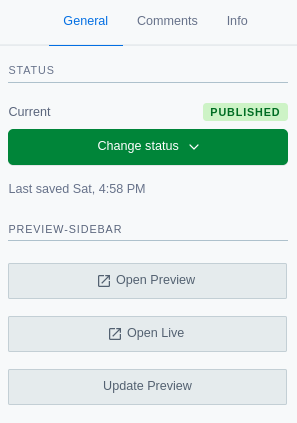 General Comments Info
STATUS
Current PUBLISHED
Change status
Last saved Sat, 4:58 PM
PREVIEW-SIDEBAR
Open Preview
Open Live
Update Preview